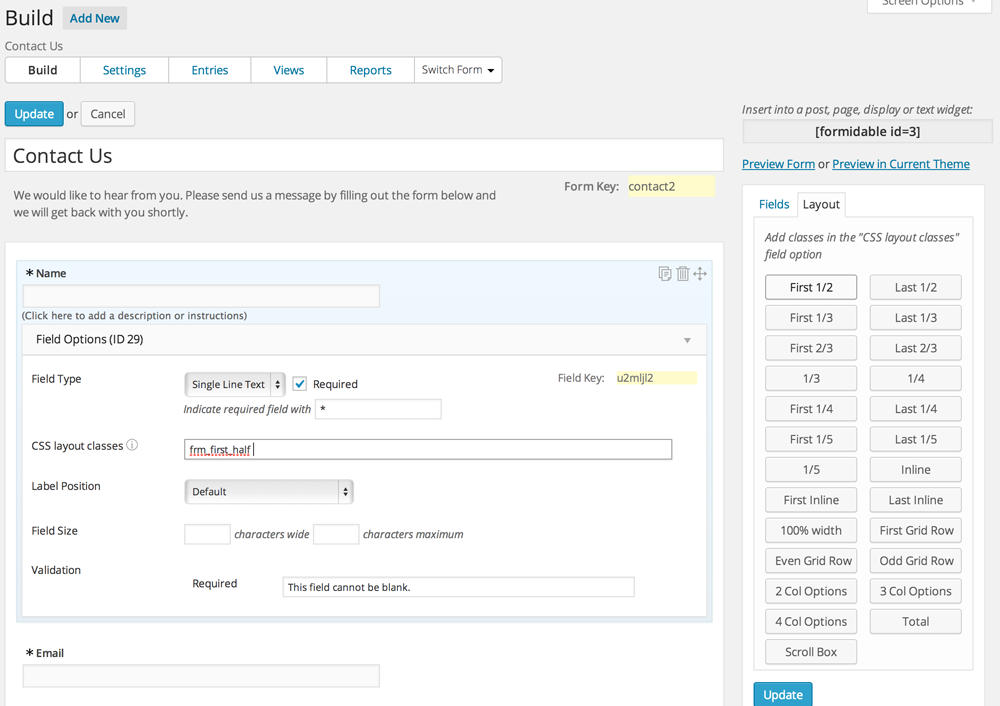 Build Add New
Screen Options
Contact Us
Build Settings Entries Views Reports Switch Form
Update or Cancel
Insert into a post, page, display or text widget:
[formidable id=3]
Contact Us
Preview Form or Preview in Current Theme
We would like to hear from you. Please send us a message by filling out the form below and
we will get back with you shortly.
Form Key: contact2
Fields Layout
Add classes in the "CSS layout classes"
field option
First 1/2 Last 1/2
First 1/3 Last 1/3
First 2/3 Last 2/3
1/3 1/4
First 1/4 Last 1/4
First 1/5 Last 1/5
1/5 Inline
First Inline Last Inline
100% width First Grid Row
Even Grid Row Odd Grid Row
2 Col Options 3 Col Options
4 Col Options Total
Scroll Box
Update
* Name
(Click here to add a description or instructions)
Field Options (ID 29)
Field Type Single Line Text Required Field Key: u2mljl2
Indicate required field with *
CSS layout classes frm_first_half
Label Position Default
Field Size characters wide characters maximum
Validation
Required This field cannot be blank.
* Email